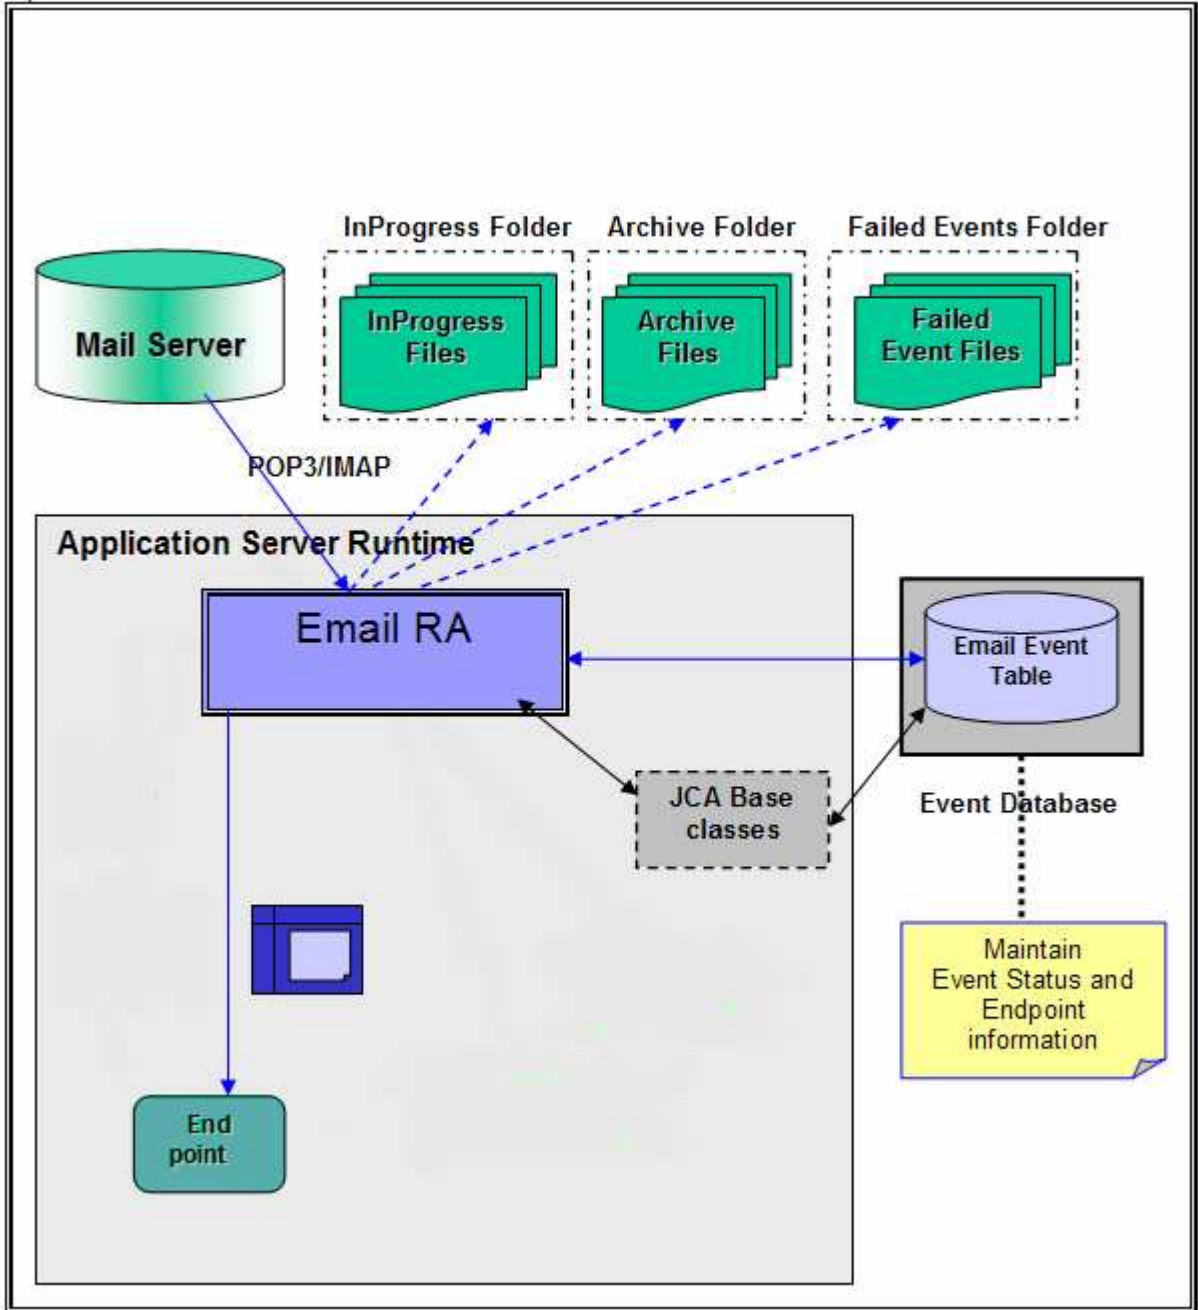 InProgress Folder
Archive Folder
Failed Events Folder
Mail Server
InProgress
Files
Archive
Files
Failed
Event Files
POP3/IMAP
Application Server Runtime
Email RA
Email Event
Table
JCA Base
classes
Event Database
Maintain
Event Status and
Endpoint
information
End
point